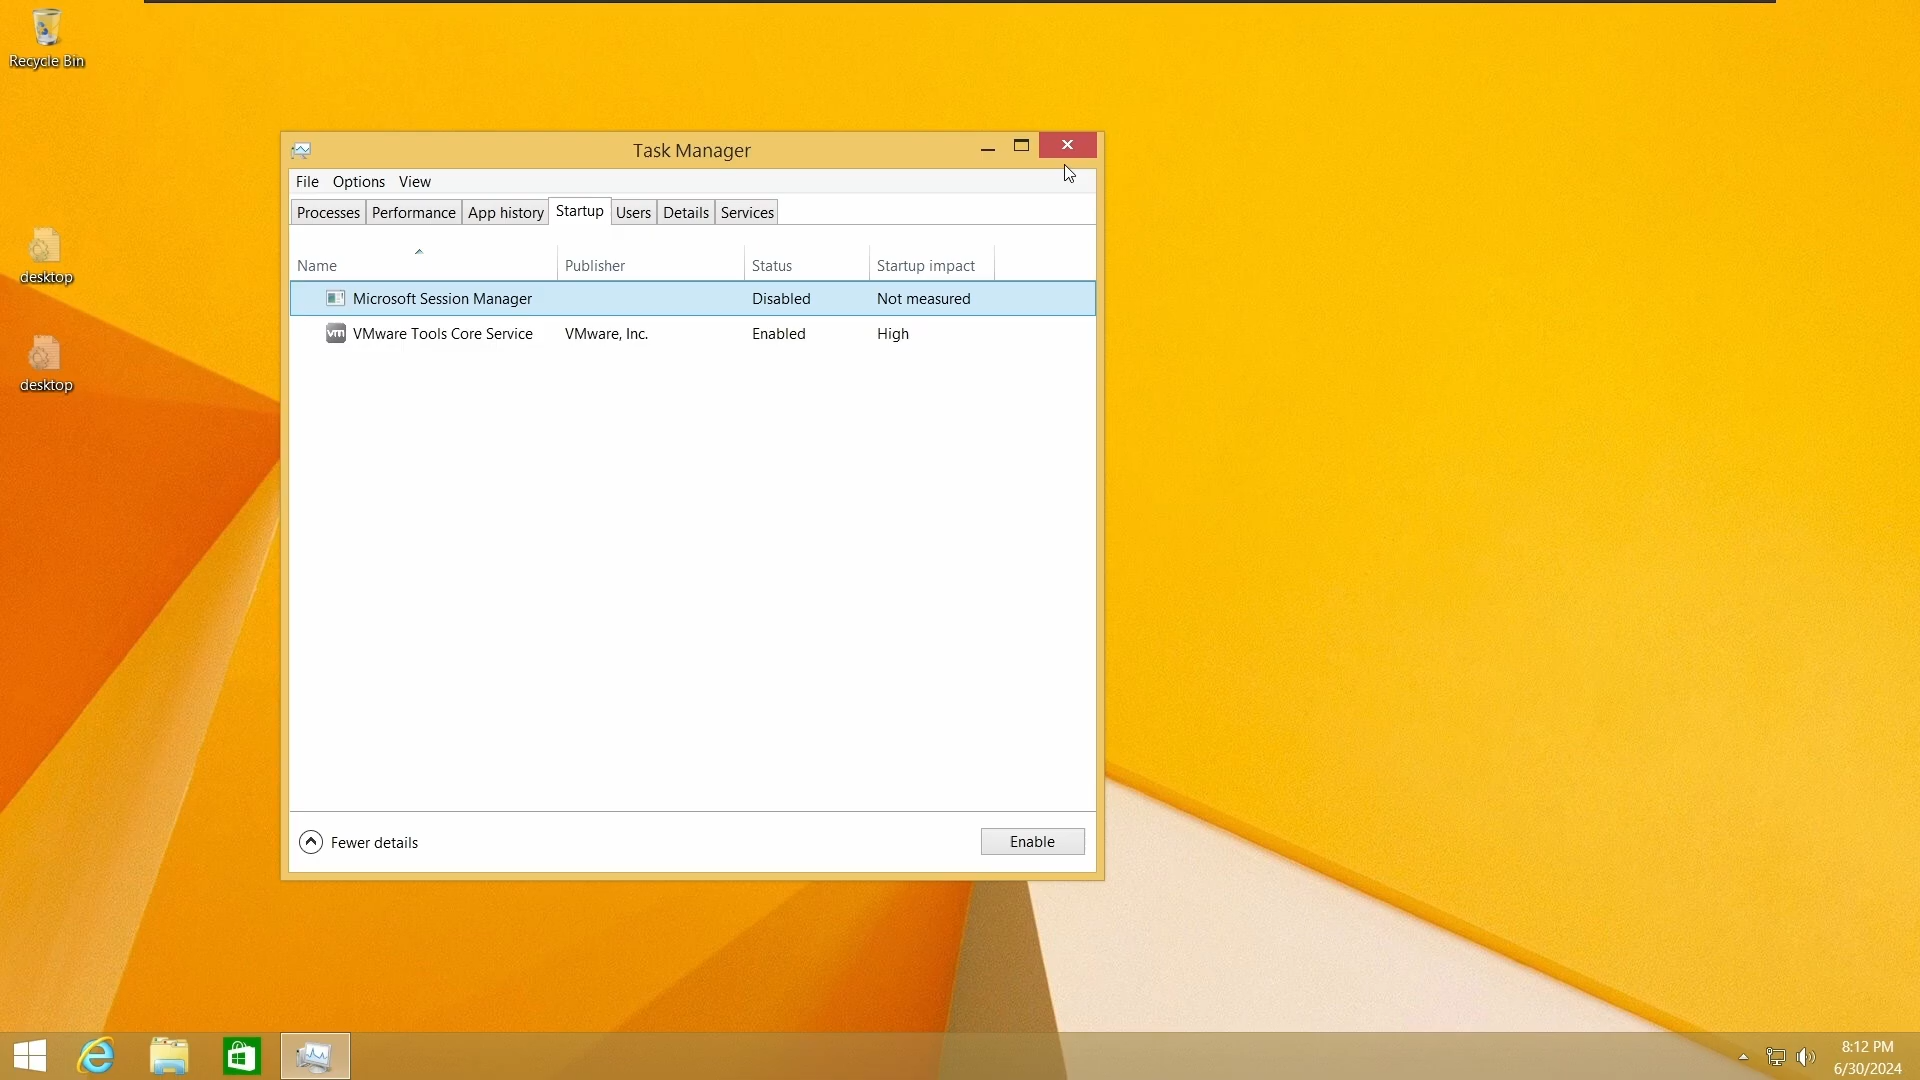 Recycle Bin
desktop
desktop
Task Manager
File Options View
Processes Performance App history Startup Users Details Services
Name Publisher Status Startup impact
Microsoft Session Manager Disabled Not measured
vm VMware Tools Core Service VMware, Inc. Enabled High
Fewer details Enable
8:12 PM
6/30/2024